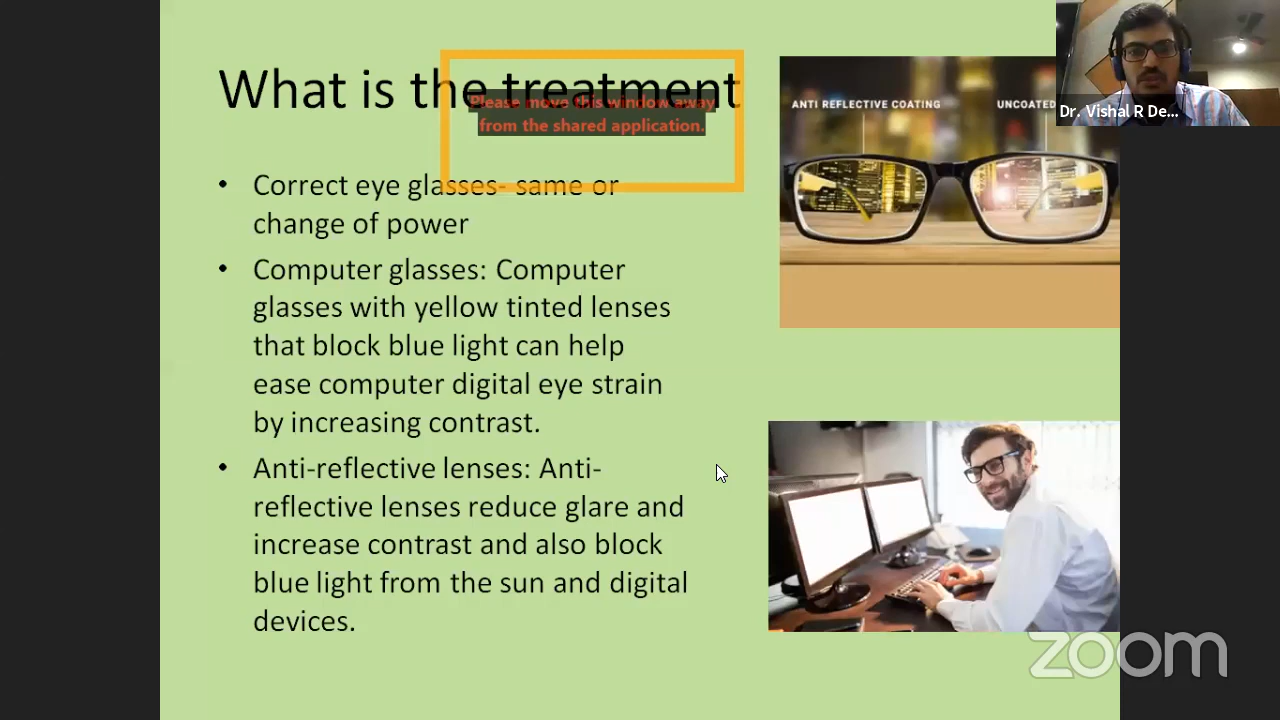 What is the treatment
Please move this window away
from the shared application.
• Correct eye glasses- same or
change of power
• Computer glasses: Computer
glasses with yellow tinted lenses
that block blue light can help
ease computer digital eye strain
by increasing contrast.
• Anti-reflective lenses: Anti-
reflective lenses reduce glare and
increase contrast and also block
blue light from the sun and digital
devices.
ANTI REFLECTIVE COATING
UNCOATED
Dr. Vishal R De...
zoom